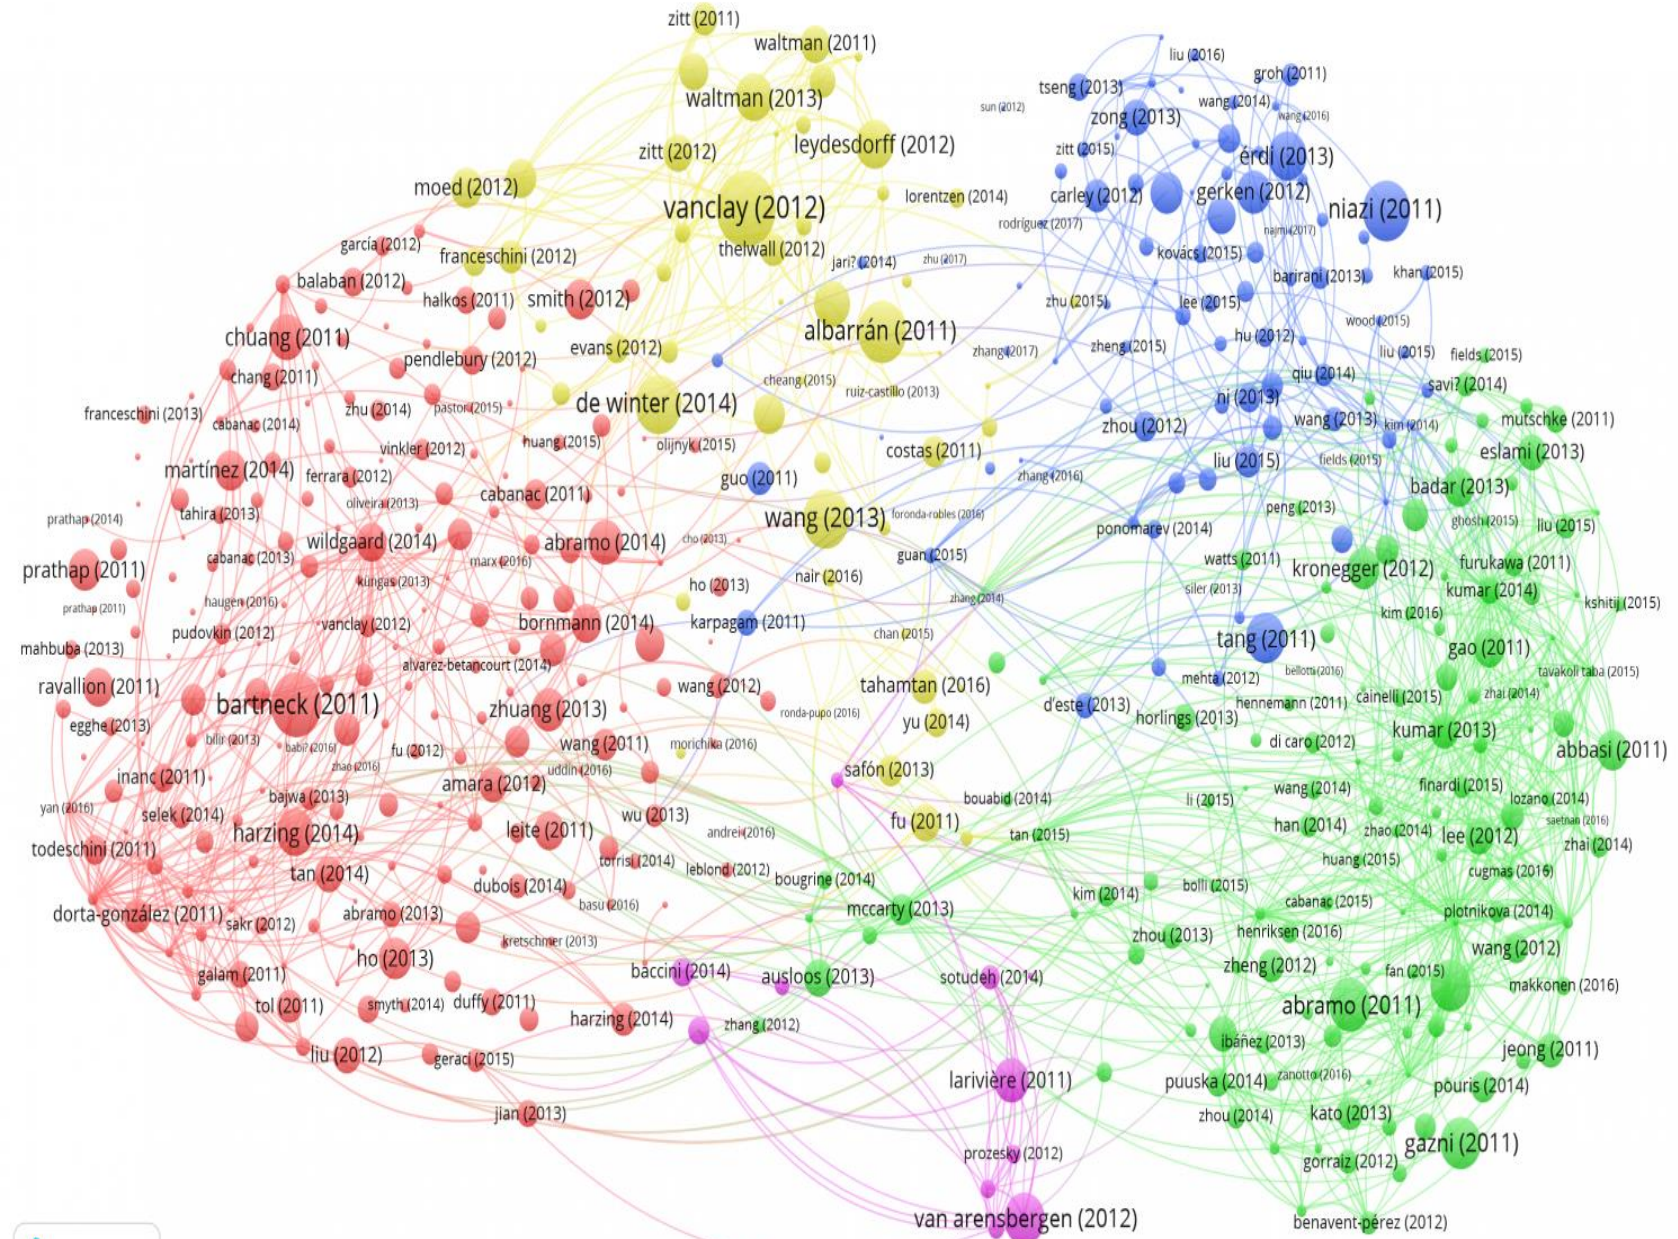 zitt (2011)
waltman (2011)
liu (2016)
groh (2011)
tseng (2013)
waltman (2013)
sun (2012)
wang (2014)
zong (2013)
wang (2016)
leydesdorff (2012)
zitt (2012)
zitt (2015)
érdi (2013)
moed (2012)
carley (2012)
gerken (2012)
lorentzen (2014)
vanclay (2012)
niazi (2011)
rodríguez (2017)
najmi (2017)
garcía (2012)
thelwall (2012)
franceschini (2012)
kovács (2015)
jari? (2014)
zhu (2017)
balaban (2012)
barirani (2013)
khan (2015)
halkos (2011)
smith (2012)
zhu (2015)
lee (2015)
wood (2015)
albarrán (2011)
chuang (2011)
hu (2012)
evans (2012)
zhang (2017)
zheng (2015)
liu (2015)
fields (2015)
pendlebury (2012)
chang (2011)
cheang (2015)
qiu (2014)
savi? (2014)
ruiz-castillo (2013)
ni (2013)
de winter (2014)
franceschini (2013)
zhu (2014)
pastor (2015)
cabanac (2014)
zhou (2012)
wang (2013)
kim (2014)
mutschke (2011)
huang (2015)
olijnyk (2015)
vinkler (2012)
costas (2011)
eslami (2013)
liu (2015)
fields (2015)
martínez (2014)
ferrara (2012)
guo (2011)
zhang (2016)
badar (2013)
cabanac (2011)
oliveira (2013)
peng (2013)
tahira (2013)
prathap (2014)
wang (2013)
foronda-robles (2016)
ghosh (2015)
ponomarev (2014)
liu (2015)
wildgaard (2014)
abramo (2014)
cho (2013)
cabanac (2013)
guan (2015)
watts (2011)
marx (2016)
furukawa (2011)
prathap (2011)
kronegger (2012)
küngas (2013)
ho (2013)
nair (2016)
siler (2013)
kumar (2014)
zhang (2014)
haugen (2016)
prathap (2011)
kshitij (2015)
kim (2016)
bornmann (2014)
karpagam (2011)
vanclay (2012)
pudovkin (2012)
chan (2015)
tang (2011)
mahbuba (2013)
gao (2011)
alvarez-betancourt (2014)
bellotti (2016)
tavakoli taba (2015)
mehta (2012)
ravallion (2011)
wang (2012)
tahamtan (2016)
zhai (2014)
cainelli (2015)
bartneck (2011)
hennemann (2011)
d'este (2013)
zhuang (2013)
ronda-pupo (2016)
horlings (2013)
yu (2014)
egghe (2013)
kumar (2013)
bilir (2013)
di caro (2012)
babi? (2016)
fu (2012)
wang (2011)
morichika (2016)
abbasi (2011)
zhao (2016)
safón (2013)
uddin (2016)
inanc (2011)
amara (2012)
finardi (2015)
wang (2014)
bajwa (2013)
bouabid (2014)
li (2015)
lozano (2014)
yan (2016)
selek (2014)
wu (2013)
fu (2011)
saetnan (2016)
han (2014)
harzing (2014)
leite (2011)
andrei (2016)
tan (2015)
zhao (2014)
lee (2012)
zhai (2014)
todeschini (2011)
torrisi (2014)
huang (2015)
leblond (2012)
cugmas (2016)
tan (2014)
bougrine (2014)
dubois (2014)
bolli (2015)
kim (2014)
basu (2016)
cabanac (2015)
mccarty (2013)
plotnikova (2014)
dorta-gonzález (2011)
abramo (2013)
sakr (2012)
henriksen (2016)
zhou (2013)
kretschmer (2013)
wang (2012)
ho (2013)
zheng (2012)
fan (2015)
baccini (2014)
galam (2011)
ausloos (2013)
sotudeh (2014)
makkonen (2016)
tol (2011)
smyth (2014)
duffy (2011)
abramo (2011)
harzing (2014)
zhang (2012)
ibáñez (2013)
jeong (2011)
liu (2012)
geraci (2015)
zanotto (2016)
larivière (2011)
puuska (2014)
pouris (2014)
jian (2013)
zhou (2014)
kato (2013)
gazni (2011)
prozesky (2012)
gorraiz (2012)
van arensbergen (2012)
benavent-pérez (2012)